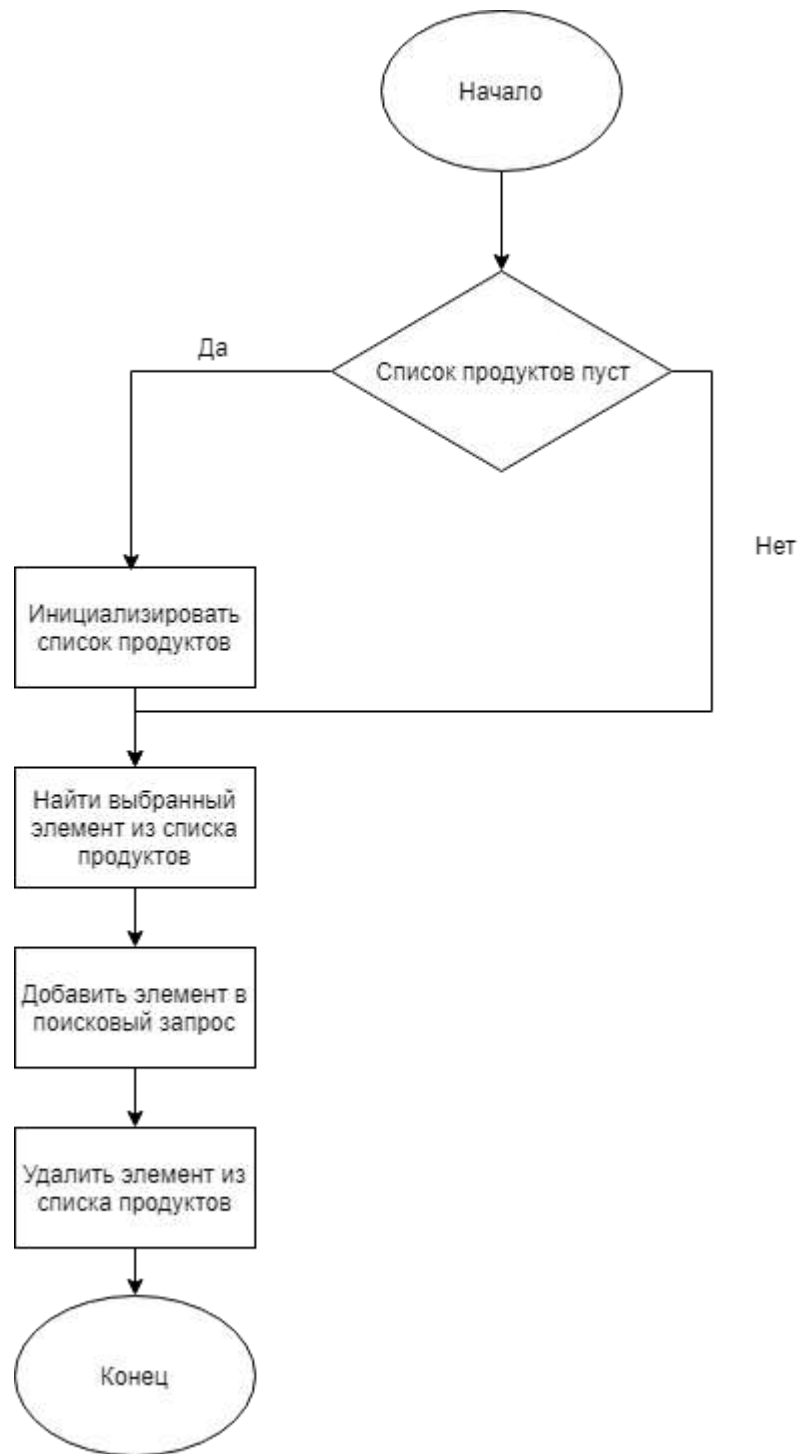 Начало
Да
Список продуктов пуст
Нет
Инициализировать
список продуктов
Найти выбранный
элемент из списка
продуктов
Добавить элемент в
поисковый запрос
Удалить элемент из
списка продуктов
Конец